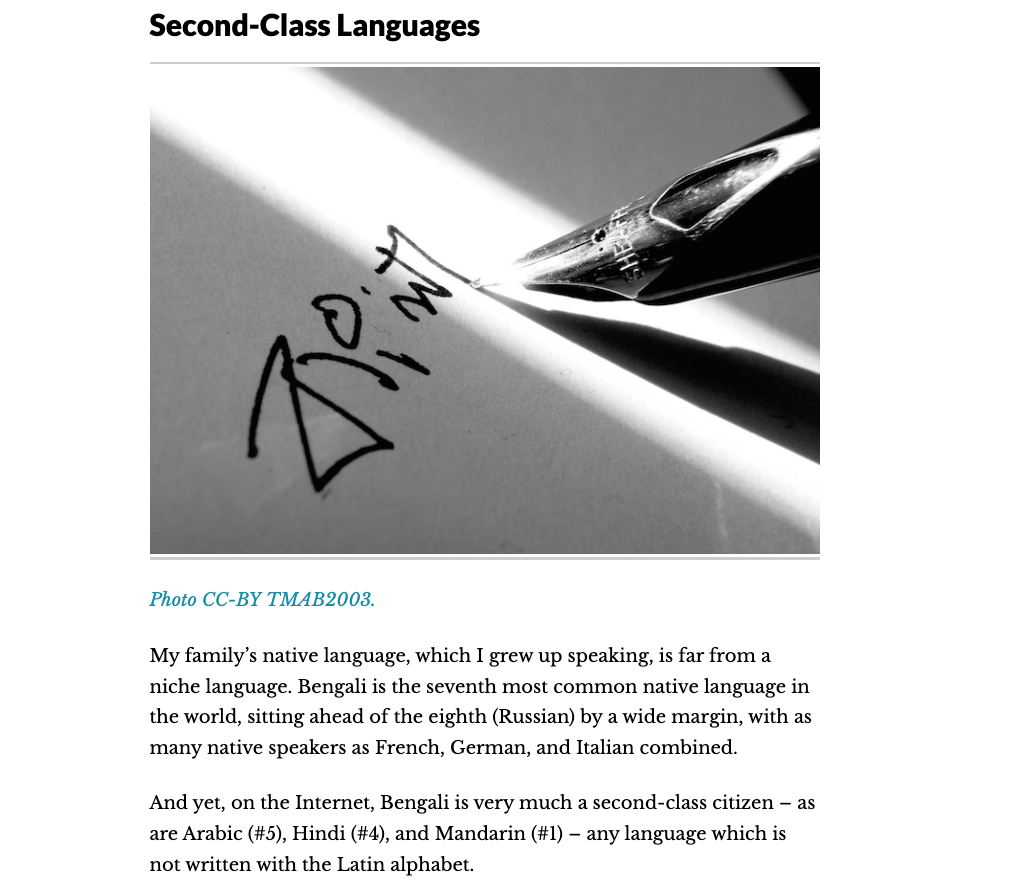 Second-Class Languages
SHEAFFER
Photo CC-BY TMAB2003.
My family's native language, which I grew up speaking, is far from a
niche language. Bengali is the seventh most common native language in
the world, sitting ahead of the eighth (Russian) by a wide margin, with as
many native speakers as French, German, and Italian combined.
And yet, on the Internet, Bengali is very much a second-class citizen – as
are Arabic (#5), Hindi (#4), and Mandarin (#1) – any language which is
not written with the Latin alphabet.